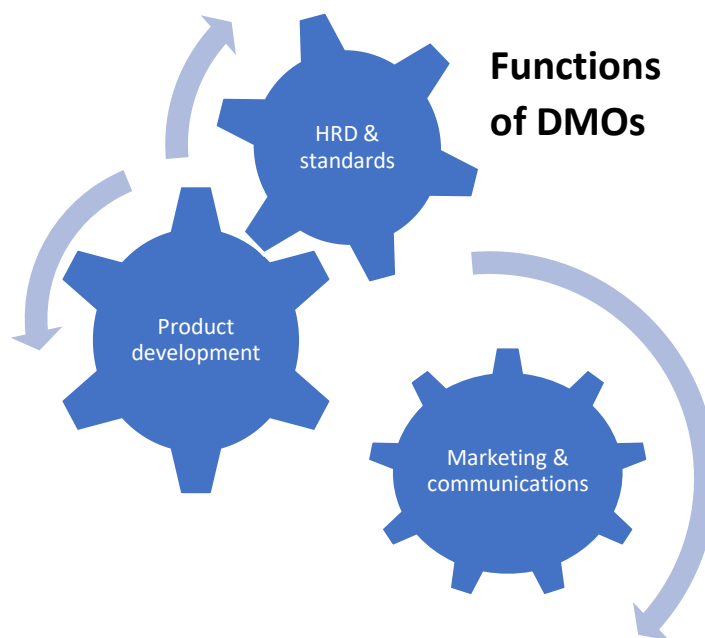 Functions
of DMOs
HRD &
standards
Product
development
Marketing &
communications